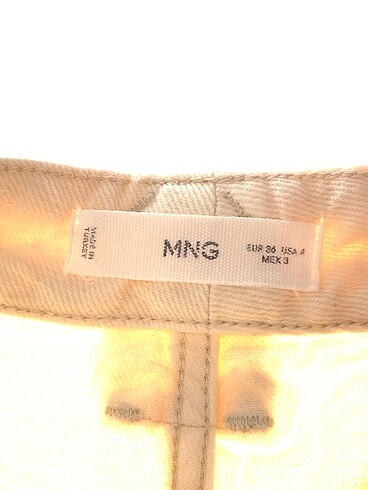 MADE IN
TURKEY
MNG
EUR 36 USA 4
MEX 3